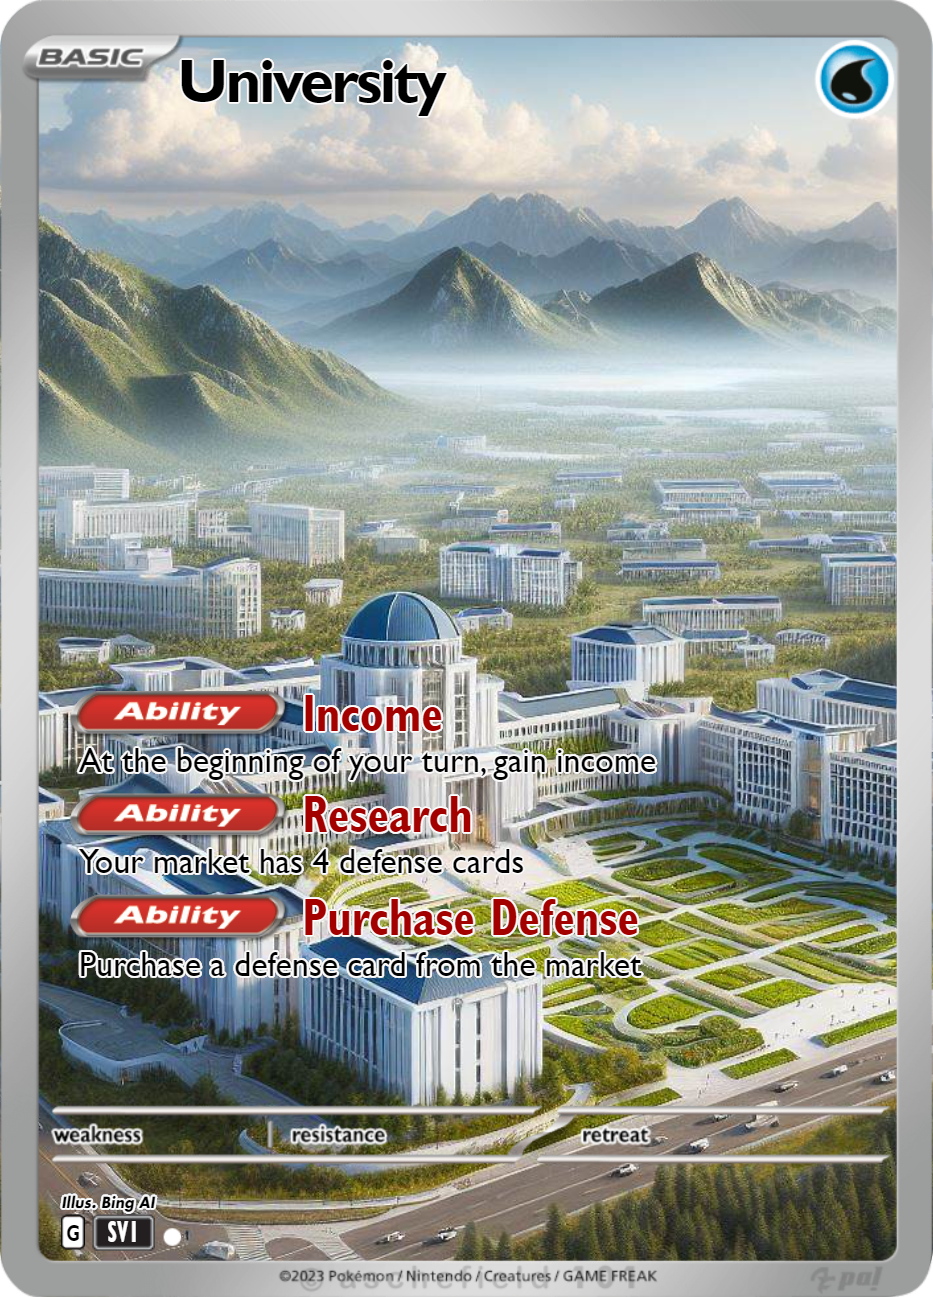 BASIC University
Ability Income
At the beginning of your turn, gain income
Ability Research
Your market has 4 defense cards
Ability Purchase Defense
Purchase a defense card from the market
weakness resistance retreat
Illus. Bing AI
G SVI
©2023 Pokémon / Nintendo / Creatures / GAME FREAK